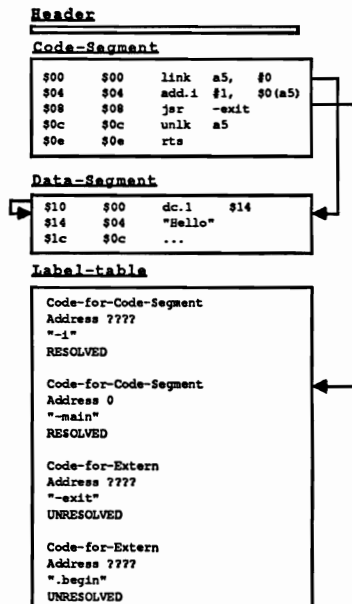 Header
Code-Segment
$00 $00 link a5, #0
$04 $04 add.i #1, $0(a5)
$08 $08 jsr -exit
$0c $0c unlk a5
$0e $0e rts
Data-Segment
$10 $00 dc.l $14
$14 $04 "Hello"
$1c $0c ...
Label-table
Code-for-Code-Segment
Address ????
"-i"
RESOLVED
Code-for-Code-Segment
Address 0
"-main"
RESOLVED
Code-for-Extern
Address ????
"-exit"
UNRESOLVED
Code-for-Extern
Address ????
".begin"
UNRESOLVED